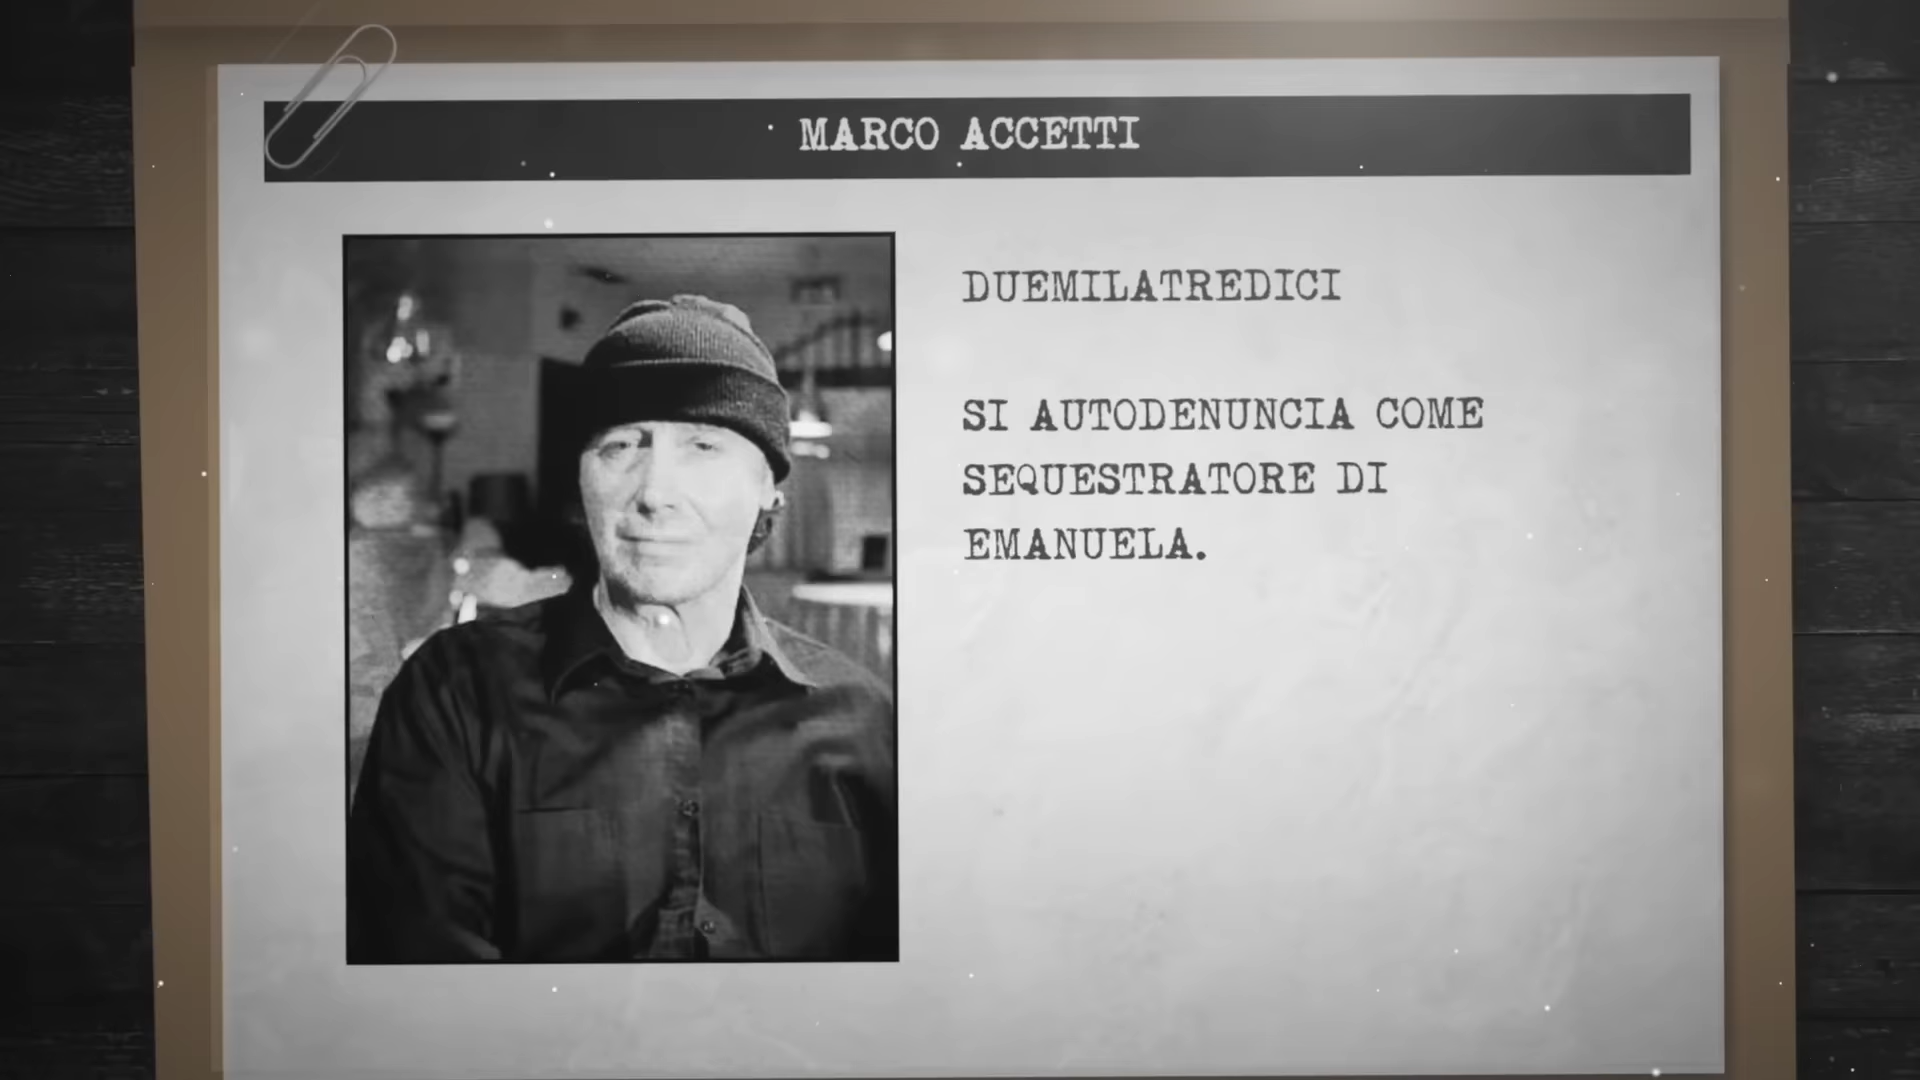 MARCO ACCETTI
DUEMILATREDICI
SI AUTODENUNCIA COME
SEQUESTRATORE DI
EMANUELA.